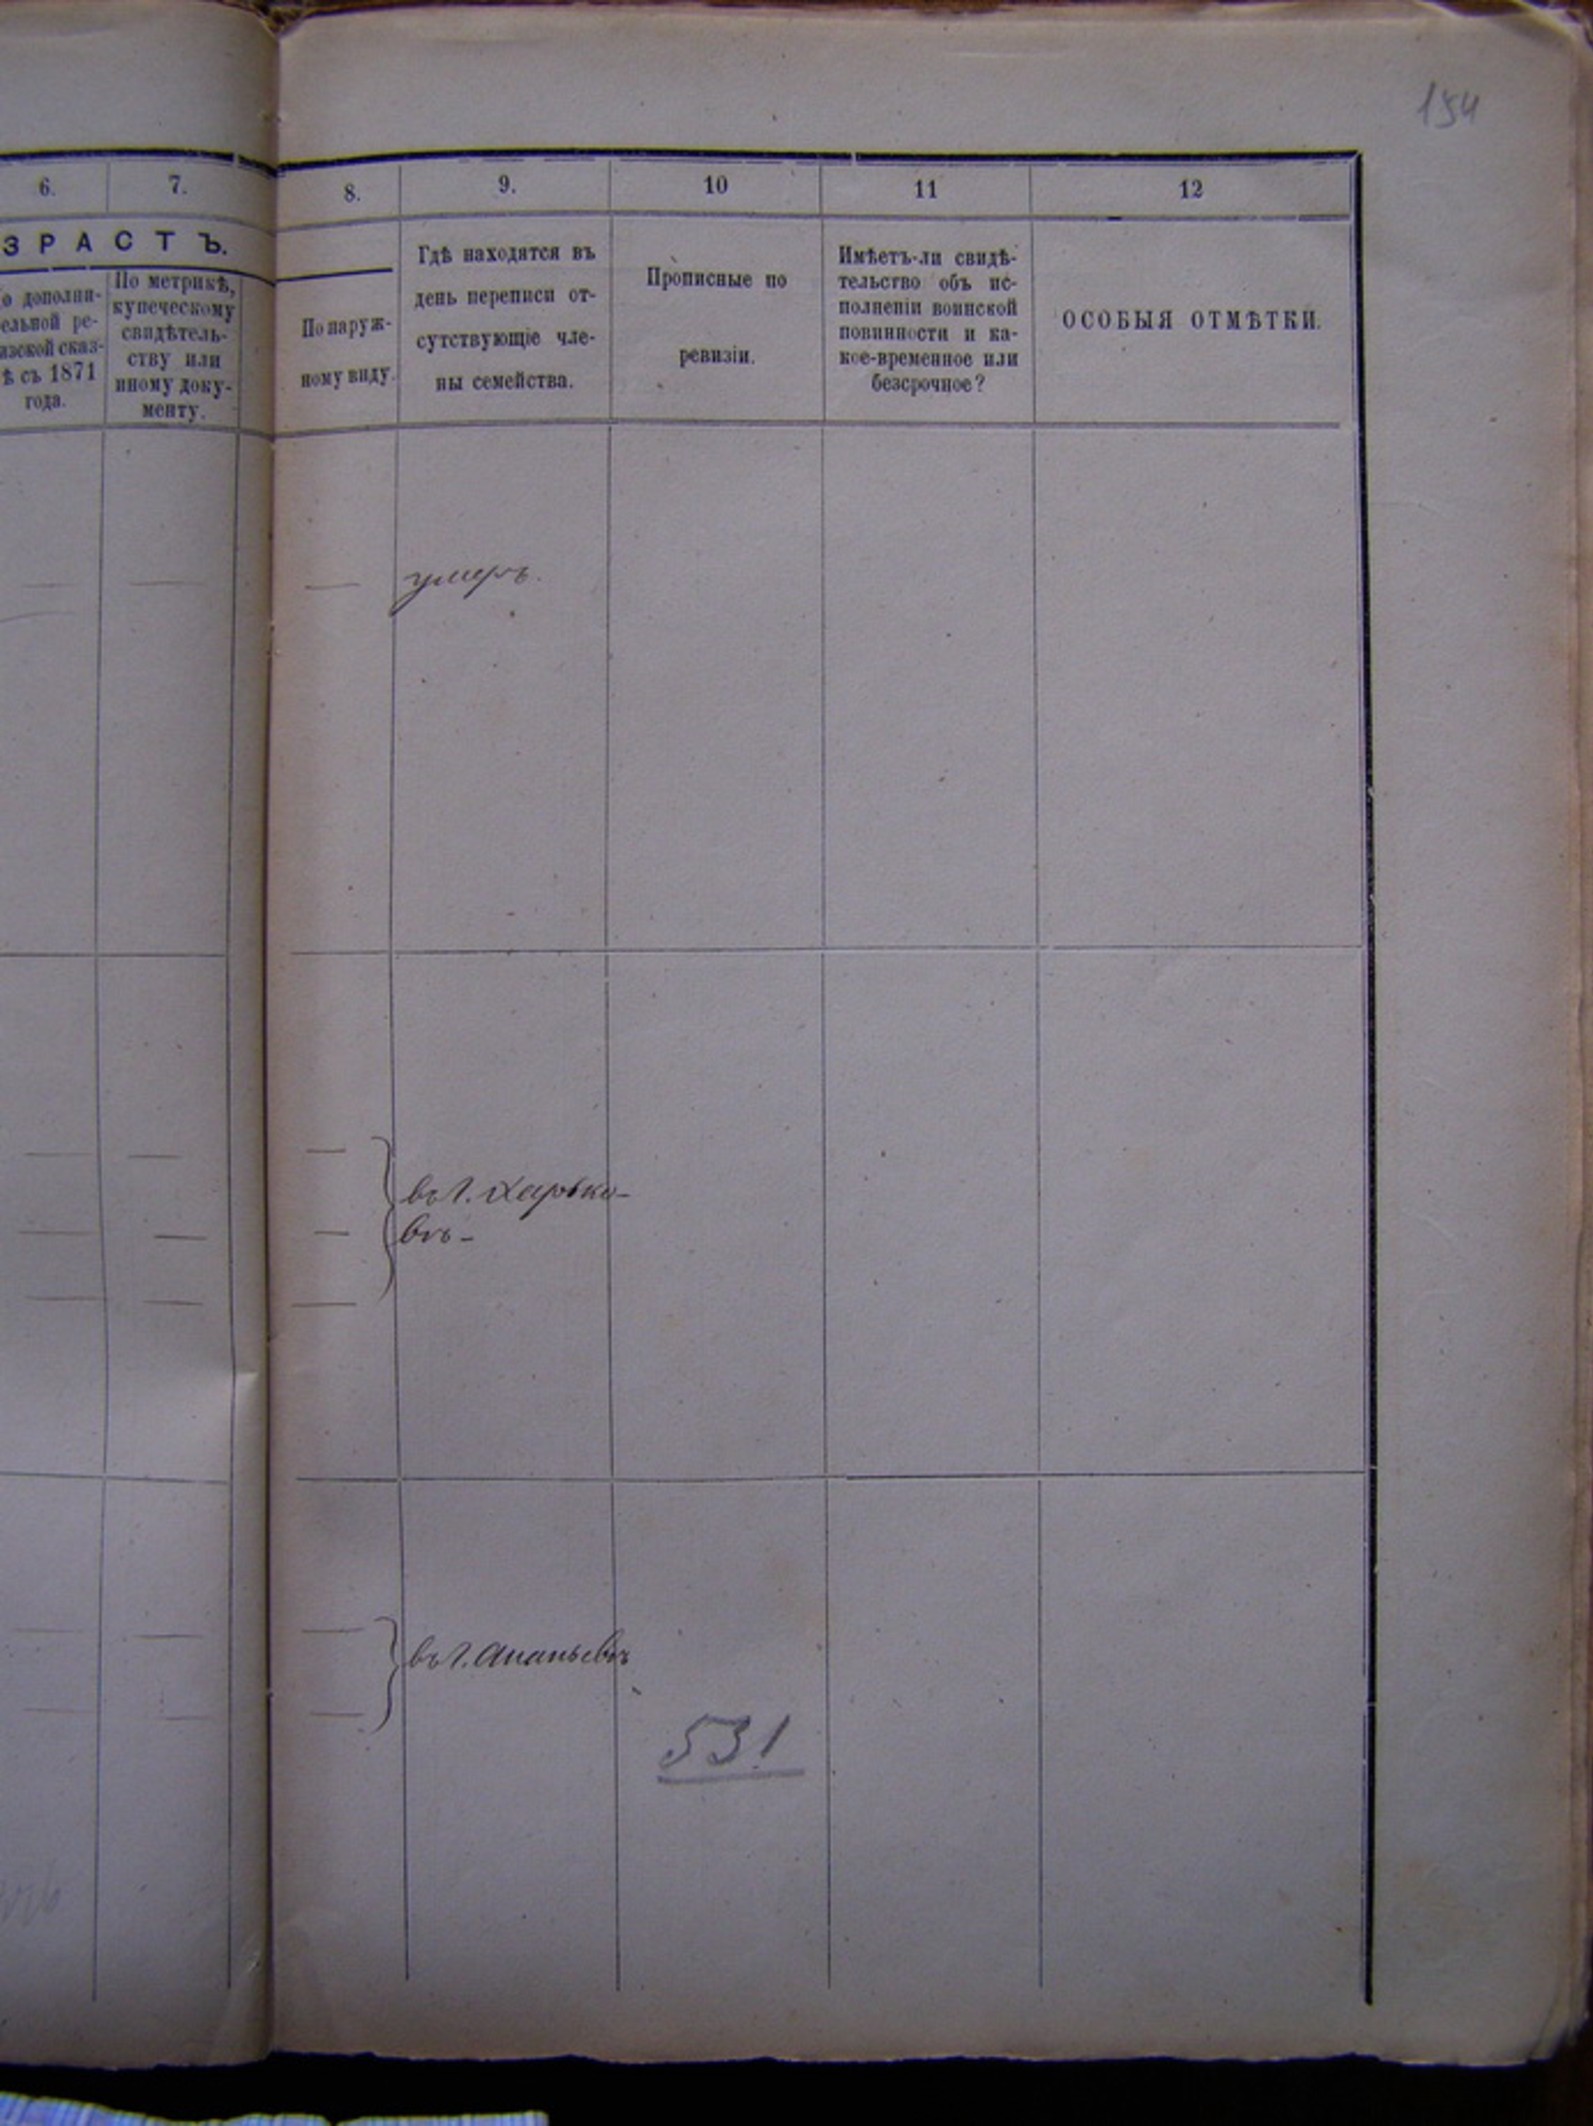 154
6. 7. 8. 9. 10 11 12
ЗРАСТЪ.
о дополни-
ельной ре-
изской сказ-
ѣ съ 1871
года.
По метрикѣ,
купеческому
свидѣтель-
ству или
иному доку-
менту.
По наруж-
ному виду.
Гдѣ находятся въ
день переписи от-
сутствующіе чле-
ны семейства.
Прописные по
ревизіи.
Имѣетъ-ли свидѣ-
тельство объ ис-
полненіи воинской
повинности и ка-
кое-временное или
безсрочное?
ОСОБЫЯ ОТМѢТКИ.
умеръ.
въ г. Харько-
вѣ-
въ г. Ананьевѣ
531